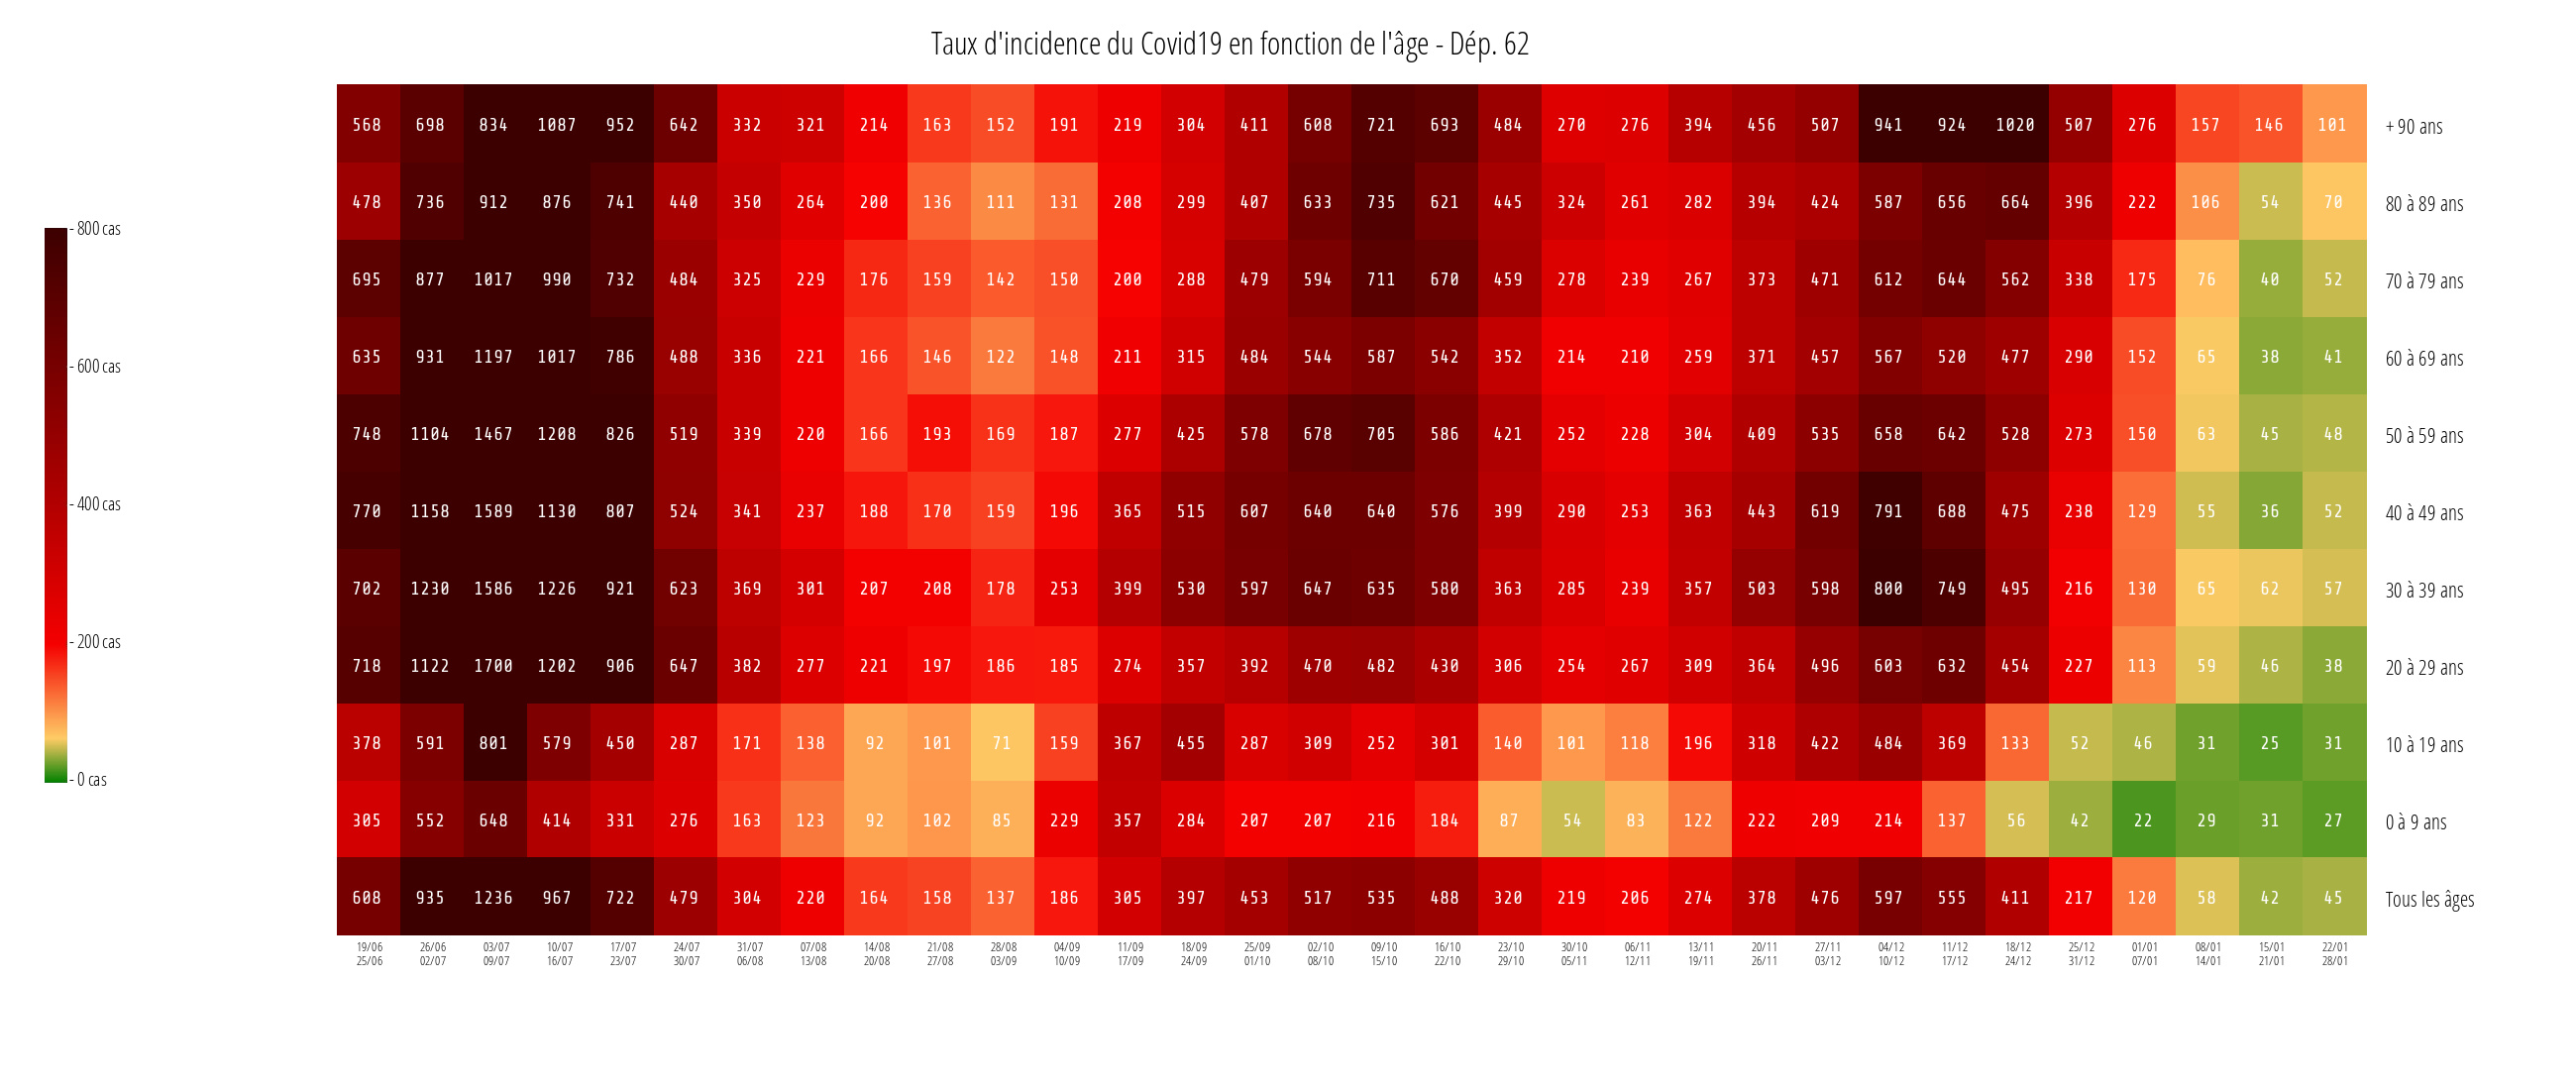 Taux d'incidence du Covid19 en fonction de l'âge - Dép. 62
568 698 834 1087 952 642 332 321 214 163 152 191 219 304 411 608 721 693 484 270 276 394 456 507 941 924 1020 507 276 157 146 101 + 90 ans
478 736 912 876 741 440 350 264 200 136 111 131 208 299 407 633 735 621 445 324 261 282 394 424 587 656 664 396 222 106 54 70 80 à 89 ans
695 877 1017 990 732 484 325 229 176 159 142 150 200 288 479 594 711 670 459 278 239 267 373 471 612 644 562 338 175 76 40 52 70 à 79 ans
635 931 1197 1017 786 488 336 221 166 146 122 148 211 315 484 544 587 542 352 214 210 259 371 457 567 520 477 290 152 65 38 41 60 à 69 ans
748 1104 1467 1208 826 519 339 220 166 193 169 187 277 425 578 678 705 586 421 252 228 304 409 535 658 642 528 273 150 63 45 48 50 à 59 ans
770 1158 1589 1130 807 524 341 237 188 170 159 196 365 515 607 640 640 576 399 290 253 363 443 619 791 688 475 238 129 55 36 52 40 à 49 ans
702 1230 1586 1226 921 623 369 301 207 208 178 253 399 530 597 647 635 580 363 285 239 357 503 598 800 749 495 216 130 65 62 57 30 à 39 ans
718 1122 1700 1202 906 647 382 277 221 197 186 185 274 357 392 470 482 430 306 254 267 309 364 496 603 632 454 227 113 59 46 38 20 à 29 ans
378 591 801 579 450 287 171 138 92 101 71 159 367 455 287 309 252 301 140 101 118 196 318 422 484 369 133 52 46 31 25 31 10 à 19 ans
305 552 648 414 331 276 163 123 92 102 85 229 357 284 207 207 216 184 87 54 83 122 222 209 214 137 56 42 22 29 31 27 0 à 9 ans
608 935 1236 967 722 479 304 220 164 158 137 186 305 397 453 517 535 488 320 219 206 274 378 476 597 555 411 217 120 58 42 45 Tous les âges
19/06 26/06 03/07 10/07 17/07 24/07 31/07 07/08 14/08 21/08 28/08 04/09 11/09 18/09 25/09 02/10 09/10 16/10 23/10 30/10 06/11 13/11 20/11 27/11 04/12 11/12 18/12 25/12 01/01 08/01 15/01 22/01
25/06 02/07 09/07 16/07 23/07 30/07 06/08 13/08 20/08 27/08 03/09 10/09 17/09 24/09 01/10 08/10 15/10 22/10 29/10 05/11 12/11 19/11 26/11 03/12 10/12 17/12 24/12 31/12 07/01 14/01 21/01 28/01
- 800 cas
- 600 cas
- 400 cas
- 200 cas
- 0 cas